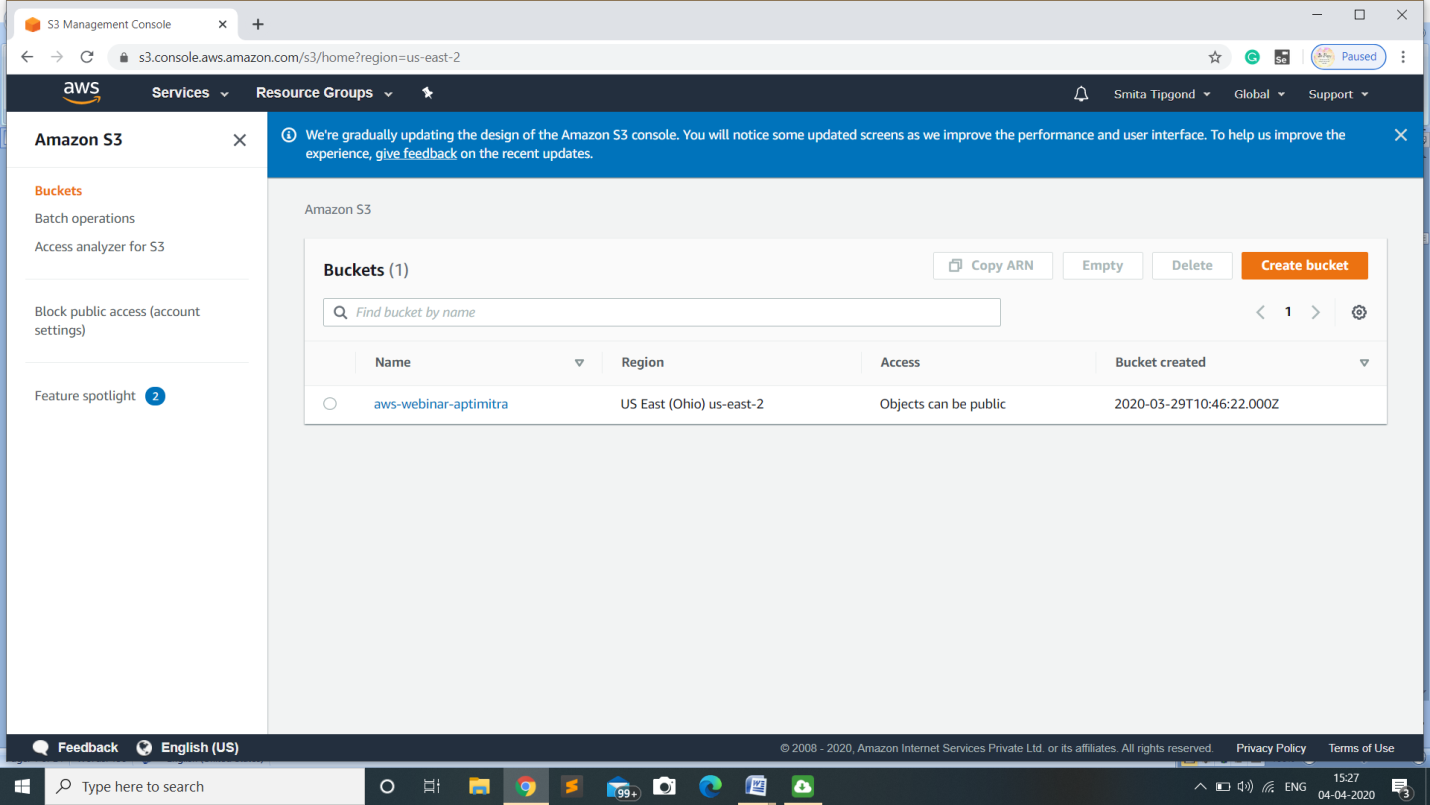 S3 Management Console
s3.console.aws.amazon.com/s3/home?region=us-east-2
Se
Paused
aws
Services
Resource Groups
Smita Tipgond
Global
Support
Amazon S3
We're gradually updating the design of the Amazon S3 console. You will notice some updated screens as we improve the performance and user interface. To help us improve the
experience, give feedback on the recent updates.
Buckets
Batch operations
Access analyzer for S3
Block public access (account
settings)
Feature spotlight 2
Amazon S3
Buckets (1)
Copy ARN
Empty
Delete
Create bucket
Find bucket by name
1
Name Region Access Bucket created
aws-webinar-aptimitra US East (Ohio) us-east-2 Objects can be public 2020-03-29T10:46:22.000Z
Feedback English (US)
© 2008 - 2020, Amazon Internet Services Private Ltd. or its affiliates. All rights reserved. Privacy Policy Terms of Use
Type here to search
99+
ENG
15:27
04-04-2020
3